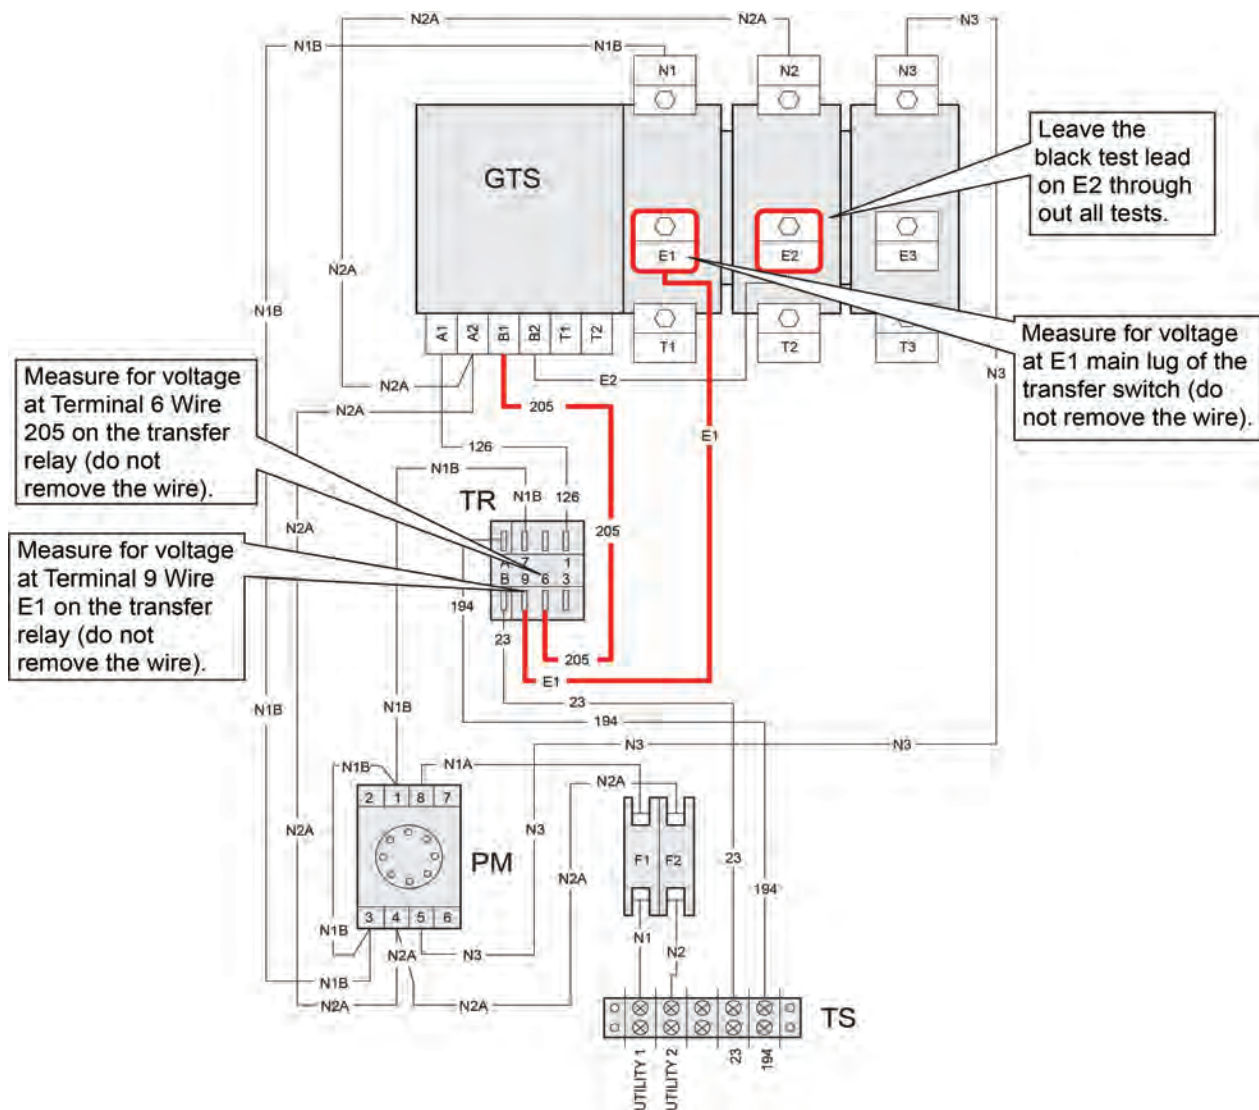 N2A
N2A
N3
N1B
N1B
N1
N2
N3
Leave the
black test lead
on E2 through
out all tests.
GTS
E1
E2
E3
N2A
N1B
A1
A2
B1
B2
T1
T2
T1
T2
T3
Measure for voltage
at E1 main lug of the
transfer switch (do
not remove the wire).
N3
Measure for voltage
at Terminal 6 Wire
205 on the transfer
relay (do not
remove the wire).
N2A
E2
N2A
205
E1
126
N1B
TR
N1B
126
N2A
205
Measure for voltage
at Terminal 9 Wire
E1 on the transfer
relay (do not
remove the wire).
A 7 1
B 9 6 3
194
23
205
E1
N1B
N1B
23
194
N3
N3
N1B
N1A
N2A
2 1 8 7
N2A
N3
PM
F1 F2
23
N2A
194
3 4 5 6
N1B
N2A
N3
N1
N2
N1B
N2A
N2A
TS
UTILITY 1
UTILITY 2
23
194